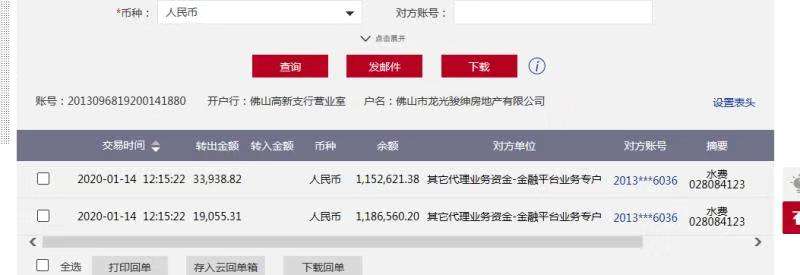 *币种： 人民币 对方账号：
点击展开
查询 发邮件 下载 i
账号：2013096819200141880 开户行：佛山高新支行营业室 户名：佛山市龙光骏绅房地产有限公司 设置表头
交易时间 转出金额 转入金额 币种 余额 对方单位 对方账号 摘要
2020-01-14 12:15:22 33,938.82 人民币 1,152,621.38 其它代理业务资金-金融平台业务专户 2013***6036 水费
028084123
2020-01-14 12:15:22 19,055.31 人民币 1,186,560.20 其它代理业务资金-金融平台业务专户 2013***6036 水费
028084123
全选 打印回单 存入云回单箱 下载回单